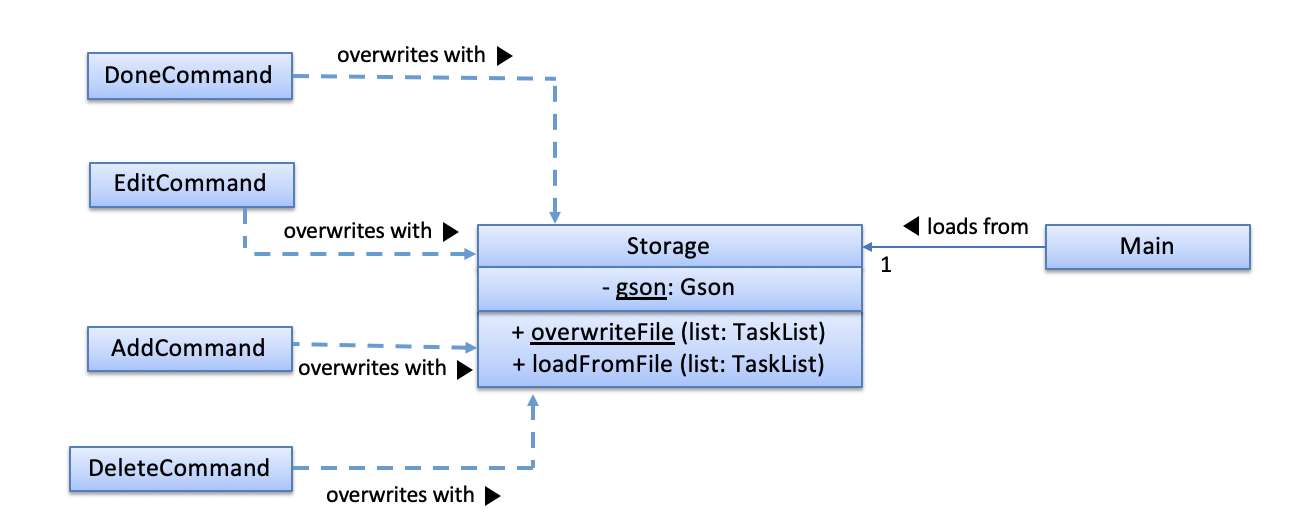 overwrites with ▶
DoneCommand
EditCommand
overwrites with ▶
◀ loads from
Storage
Main
1
- gson: Gson
+ overwriteFile (list: TaskList)
+ loadFromFile (list: TaskList)
AddCommand
overwrites with ▶
DeleteCommand
overwrites with ▶